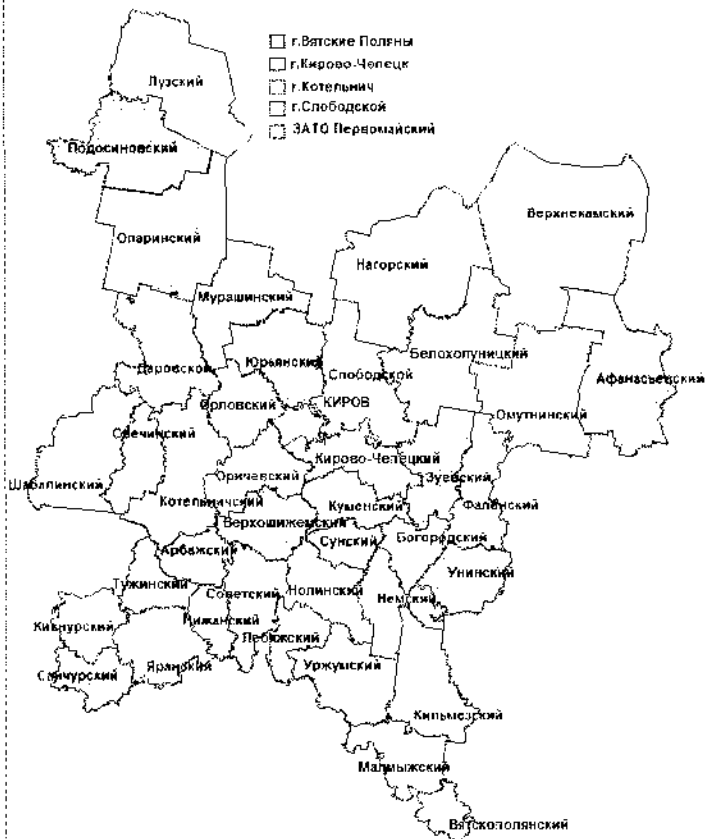 г.Вятские Поляны
г.Кирово-Чепецк
г.Котельнич
г.Слободской
ЗАТО Первомайский
Лузский
Подосиновский
Верхнекамский
Опаринский
Нагорский
Мурашинский
Даровской
Юрьянский
Слободской
Белохолуницкий
Афанасьевский
Орловский
КИРОВ
Омутнинский
Свечинский
Кирово-Чепецкий
Шабалинский
Оричевский
Зуевский
Котельничский
Куменский
Фаленский
Верхошижемский
Сунский
Богородский
Арбажский
Унинский
Тужинский
Советский
Нолинский
Немский
Кикнурский
Пижанский
Лебяжский
Санчурский
Яранский
Уржумский
Кильмезский
Малмыжский
Вятскополянский